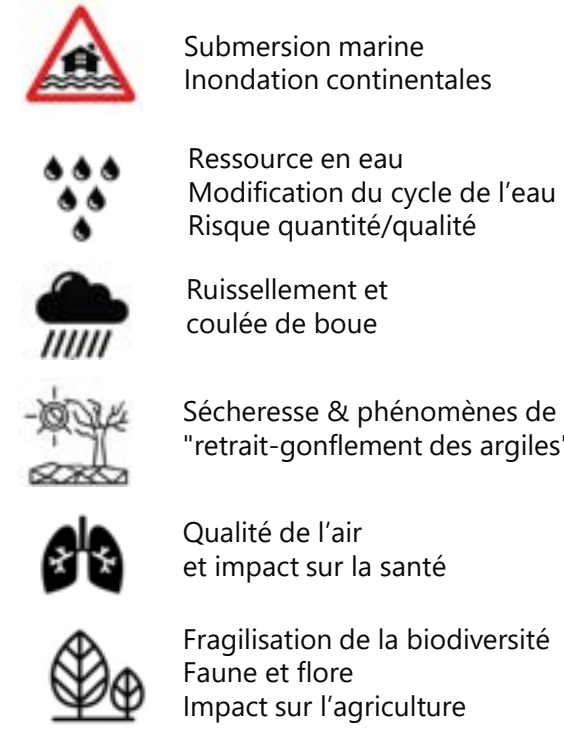 Submersion marine
Inondation continentales
Ressource en eau
Modification du cycle de l’eau
Risque quantité/qualité
Ruissellement et
coulée de boue
Sécheresse & phénomènes de
"retrait-gonflement des argiles"
Qualité de l’air
et impact sur la santé
Fragilisation de la biodiversité
Faune et flore
Impact sur l’agriculture